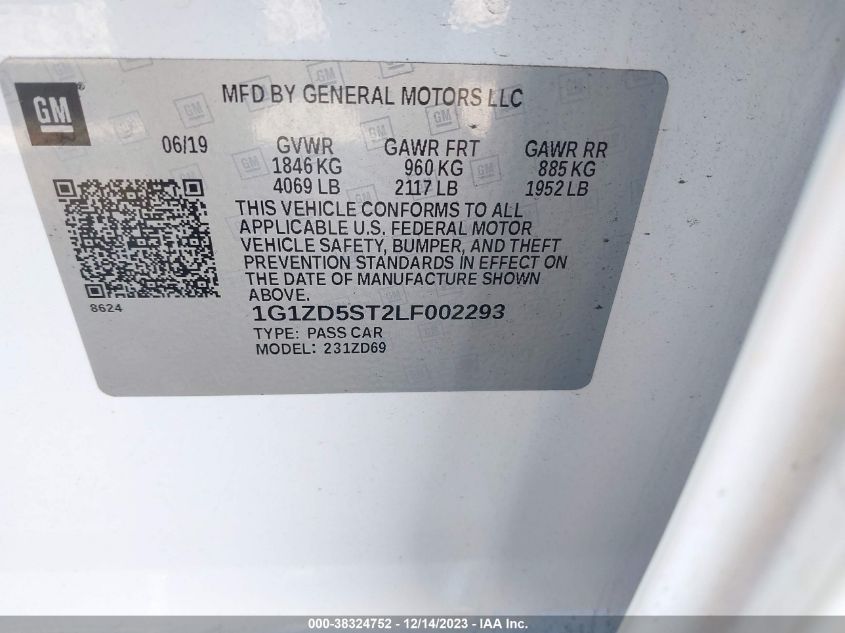 GM
MFD BY GENERAL MOTORS LLC
06/19 GVWR GAWR FRT GAWR RR
1846 KG 960 KG 885 KG
4069 LB 2117 LB 1952 LB
THIS VEHICLE CONFORMS TO ALL
APPLICABLE U.S. FEDERAL MOTOR
VEHICLE SAFETY, BUMPER, AND THEFT
PREVENTION STANDARDS IN EFFECT ON
THE DATE OF MANUFACTURE SHOWN
ABOVE.
8624
1G1ZD5ST2LF002293
TYPE: PASS CAR
MODEL: 231ZD69
000-38324752 - 12/14/2023 - IAA Inc.